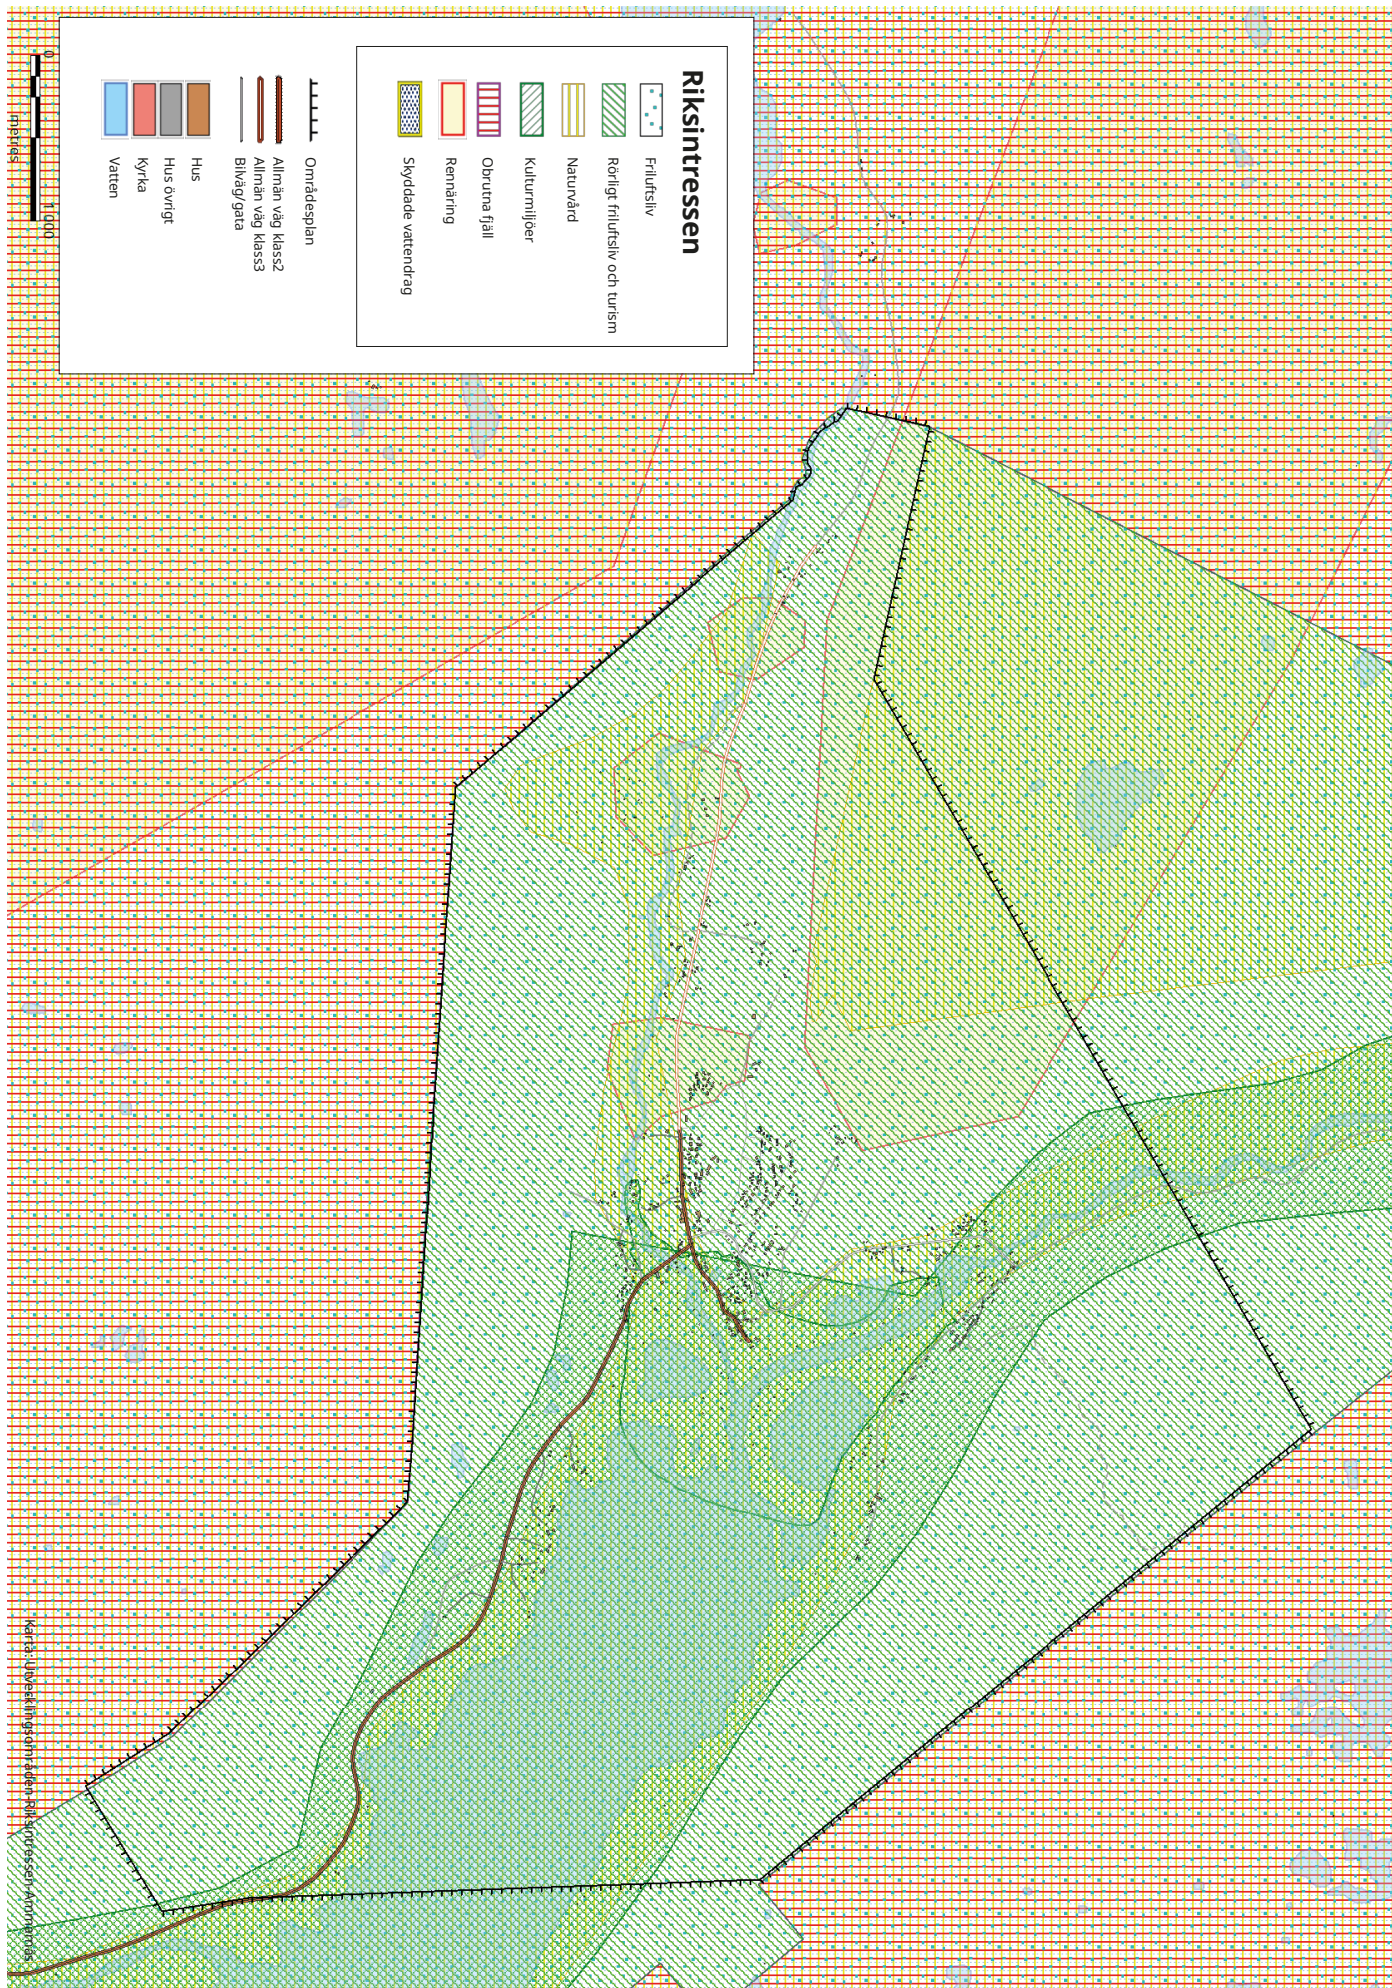 Riksintressen
Friluftsliv
Rörligt friluftsliv och turism
Naturvård
Kulturmiljöer
Obrutna fjäll
Rennäring
Skyddade vattendrag
Områdesplan
Allmän väg klass2
Allmän väg klass3
Bilväg/gata
Hus
Hus övrigt
Kyrka
Vatten
0 1 000
metres
Karta: Utvecklingsområden-Riksintressen-Ammarnäs